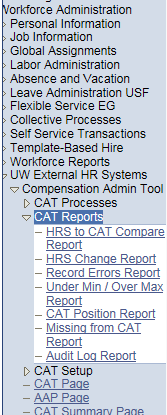 Workforce Administration
Personal Information
Job Information
Global Assignments
Labor Administration
Absence and Vacation
Leave Administration USF
Flexible Service EG
Collective Processes
Self Service Transactions
Template-Based Hire
Workforce Reports
UW External HR Systems
Compensation Admin Tool
CAT Processes
CAT Reports
HRS to CAT Compare
Report
HRS Change Report
Record Errors Report
Under Min / Over Max
Report
CAT Position Report
Missing from CAT
Report
Audit Log Report
CAT Setup
CAT Page
AAP Page
CAT Summary Page